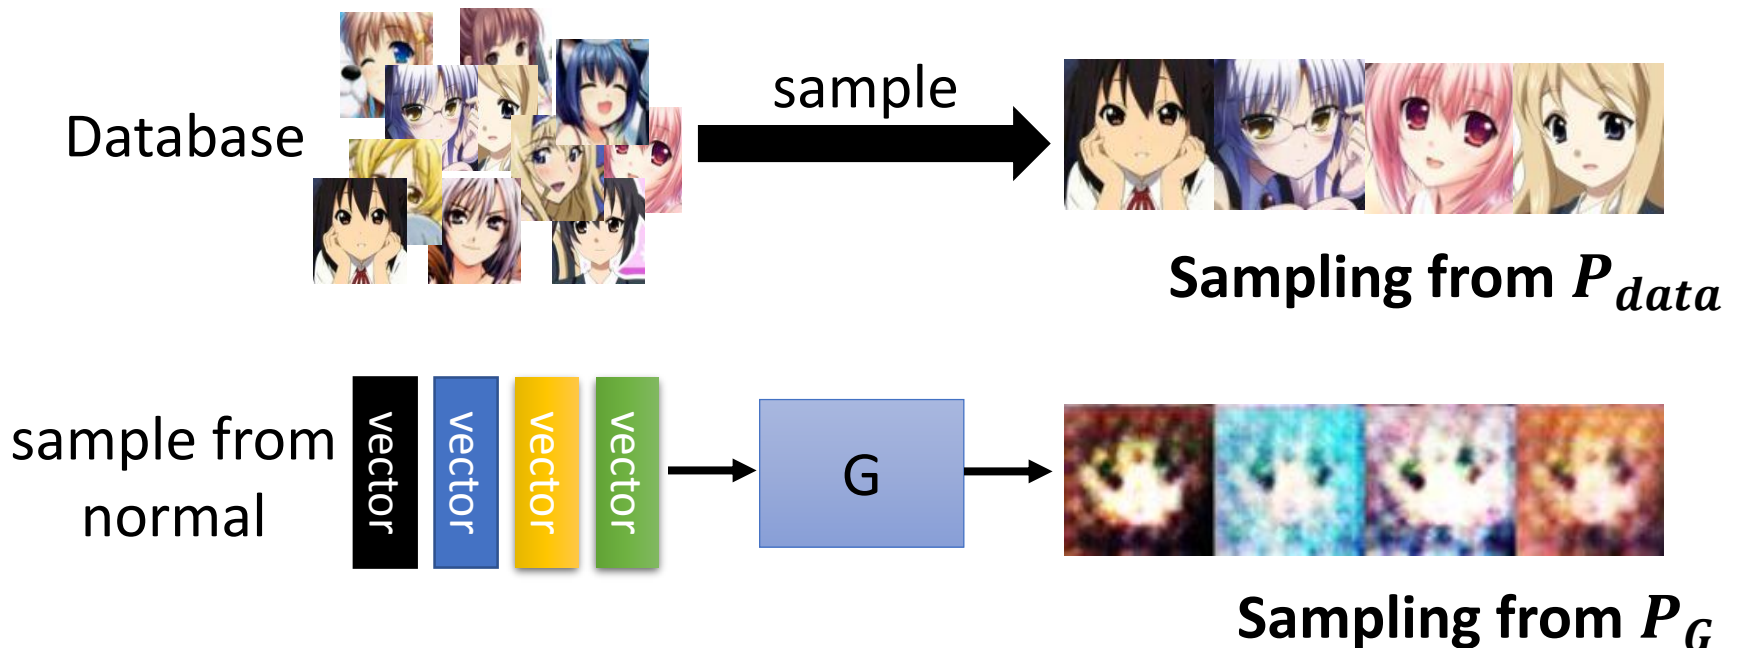 Database
sample
Sampling from P_data
sample from
normal
vector
vector
vector
vector
G
Sampling from P_G